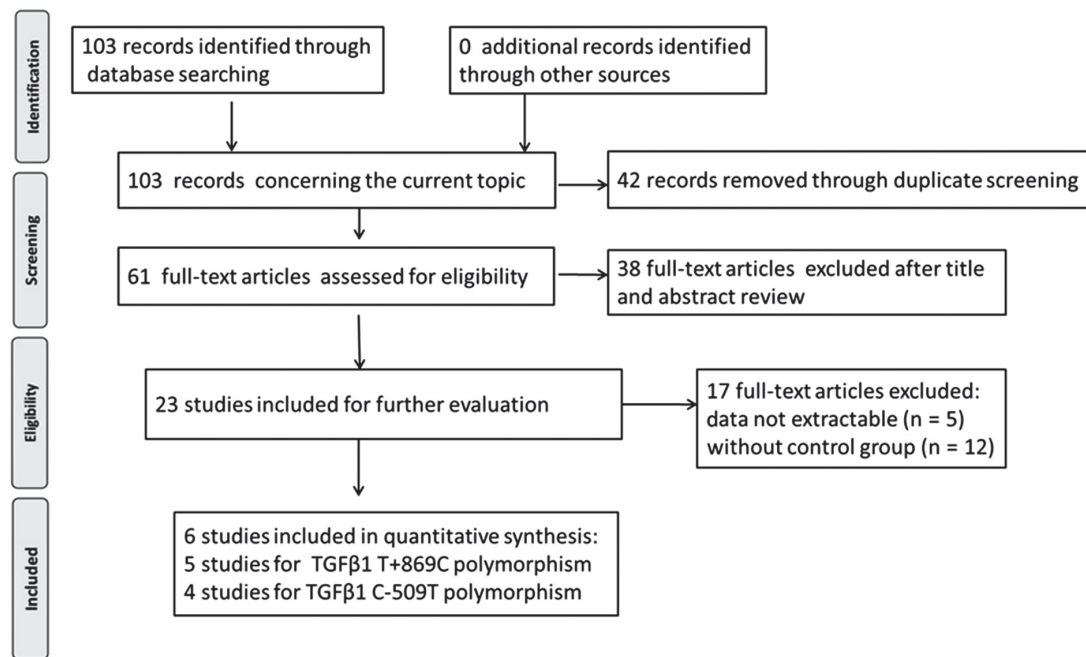 Identification
103 records identified through
database searching
0 additional records identified
through other sources
Screening
103 records concerning the current topic
42 records removed through duplicate screening
61 full-text articles assessed for eligibility
38 full-text articles excluded after title
and abstract review
Eligibility
23 studies included for further evaluation
17 full-text articles excluded:
data not extractable (n = 5)
without control group (n = 12)
Included
6 studies included in quantitative synthesis:
5 studies for TGFβ1 T+869C polymorphism
4 studies for TGFβ1 C-509T polymorphism